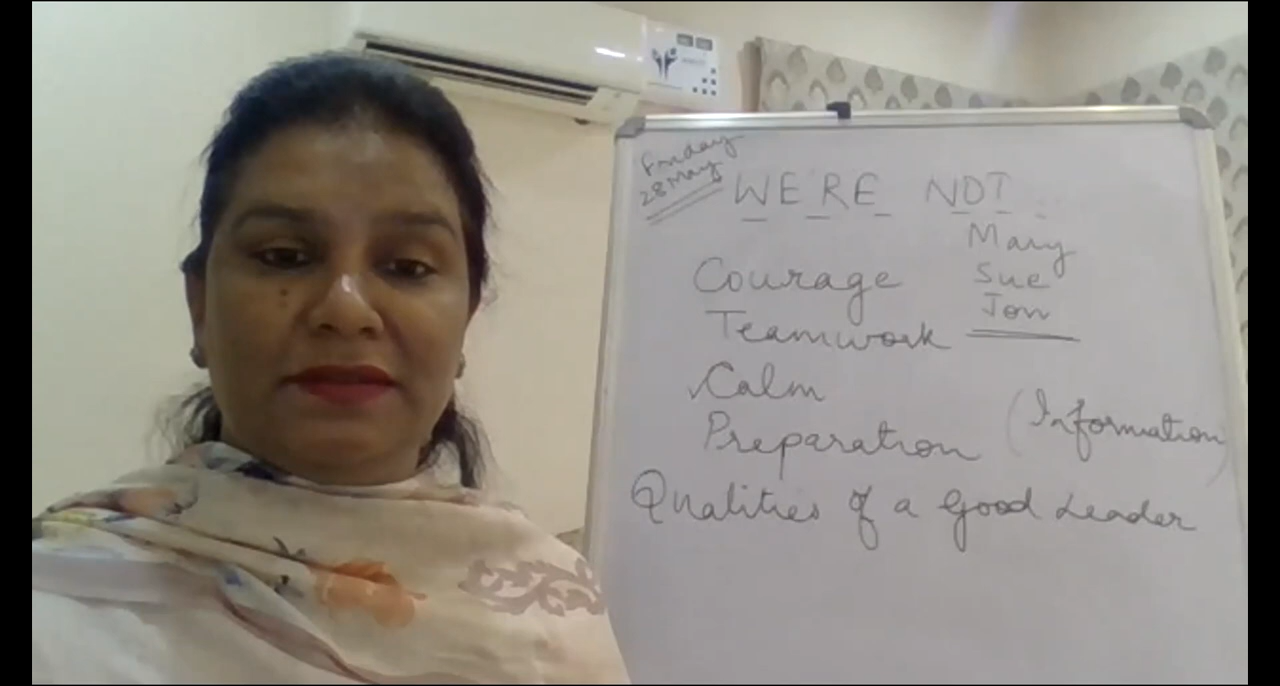 Friday
28 May
WE'RE NOT
Mary
Courage Sue
Jon
Teamwork
Calm
Preparation (Information)
Qualities of a Good Leader